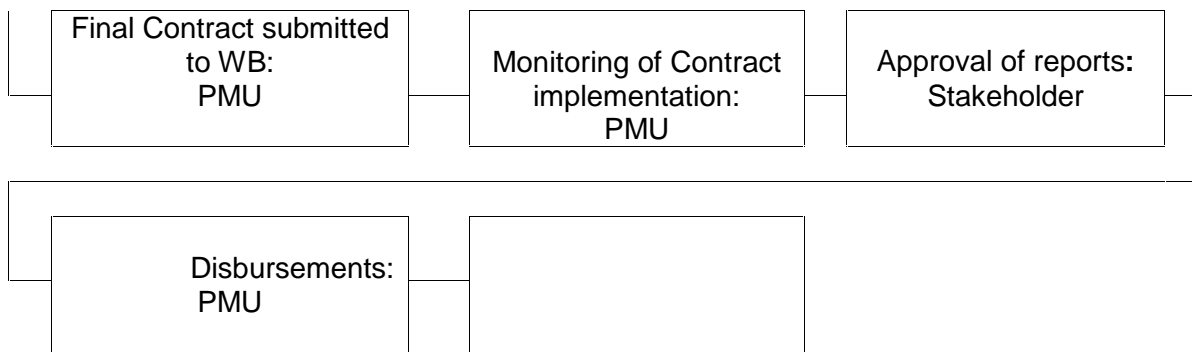 Final Contract submitted
to WB:
PMU
Monitoring of Contract
implementation:
PMU
Approval of reports:
Stakeholder
Disbursements:
PMU